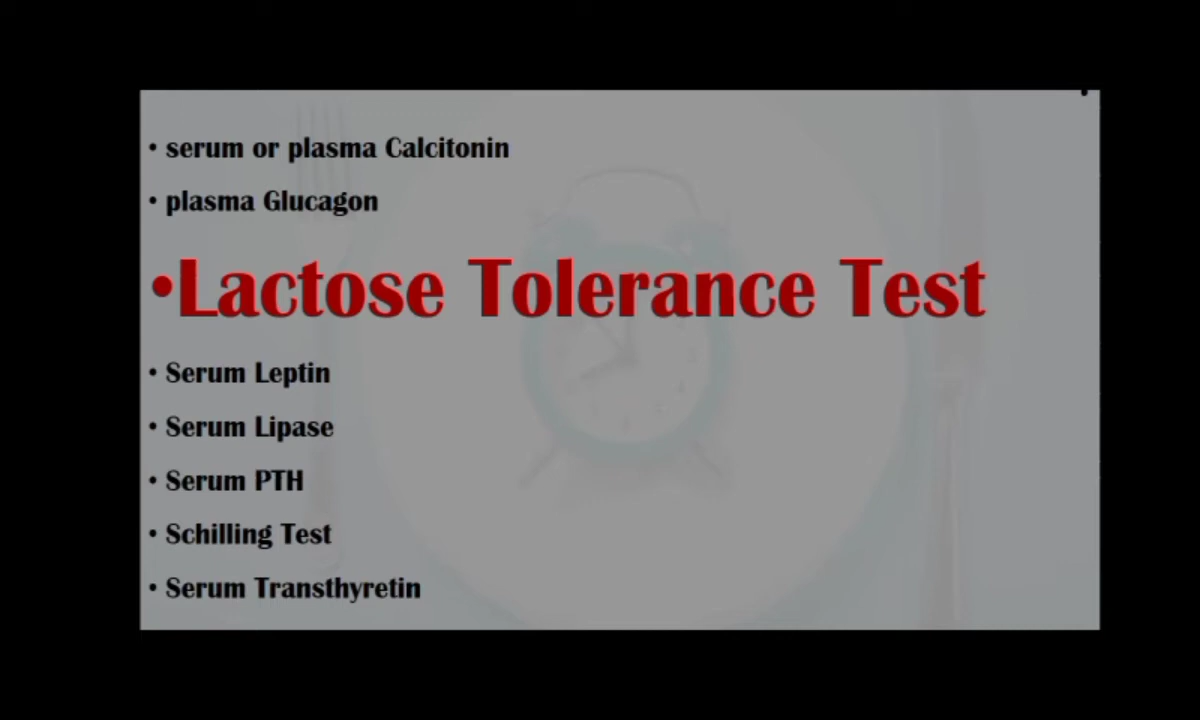 • serum or plasma Calcitonin
• plasma Glucagon
•Lactose Tolerance Test
• Serum Leptin
• Serum Lipase
• Serum PTH
• Schilling Test
• Serum Transthyretin